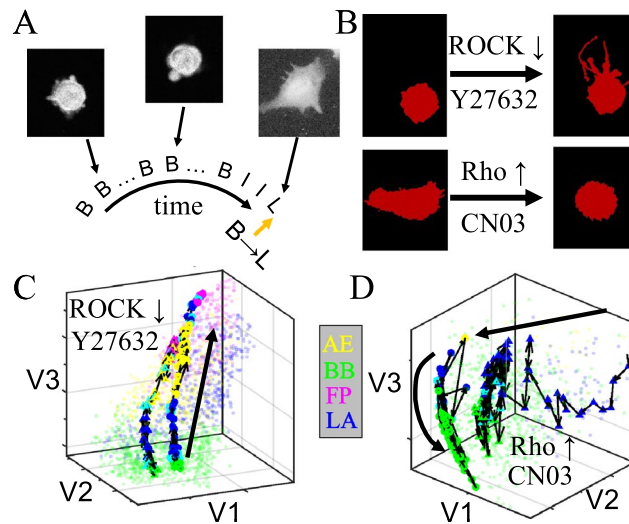 A
B B ... B B ... B I I L
time
B→L
B
ROCK ↓
Y27632
Rho ↑
CN03
C
ROCK ↓
Y27632
V3
V2
V1
AE
BB
FP
LA
D
V3
Rho ↑
CN03
V1
V2